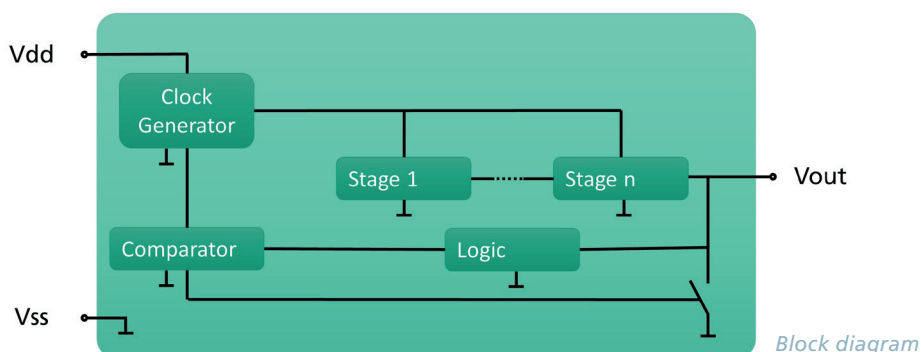 Vdd
Clock
Generator
Stage 1
Stage n
Vout
Comparator
Logic
Vss
Block diagram